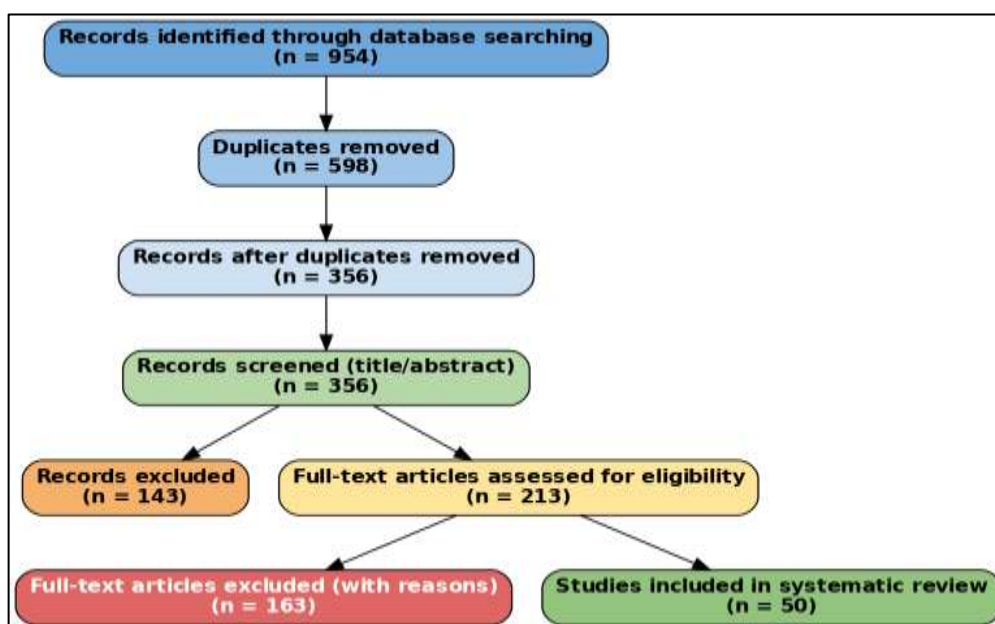 Records identified through database searching
(n = 954)
Duplicates removed
(n = 598)
Records after duplicates removed
(n = 356)
Records screened (title/abstract)
(n = 356)
Records excluded
(n = 143)
Full-text articles assessed for eligibility
(n = 213)
Full-text articles excluded (with reasons)
(n = 163)
Studies included in systematic review
(n = 50)